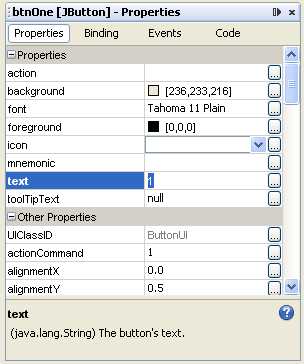 btnOne [JButton] - Properties
Properties Binding Events Code
Properties
action ...
background [236,233,216] ...
font Tahoma 11 Plain ...
foreground [0,0,0] ...
icon ...
mnemonic ...
text 1 ...
toolTipText null ...
Other Properties
UIClassID ButtonUI ...
actionCommand 1 ...
alignmentX 0.0 ...
alignmentY 0.5 ...
text
(java.lang.String) The button's text.